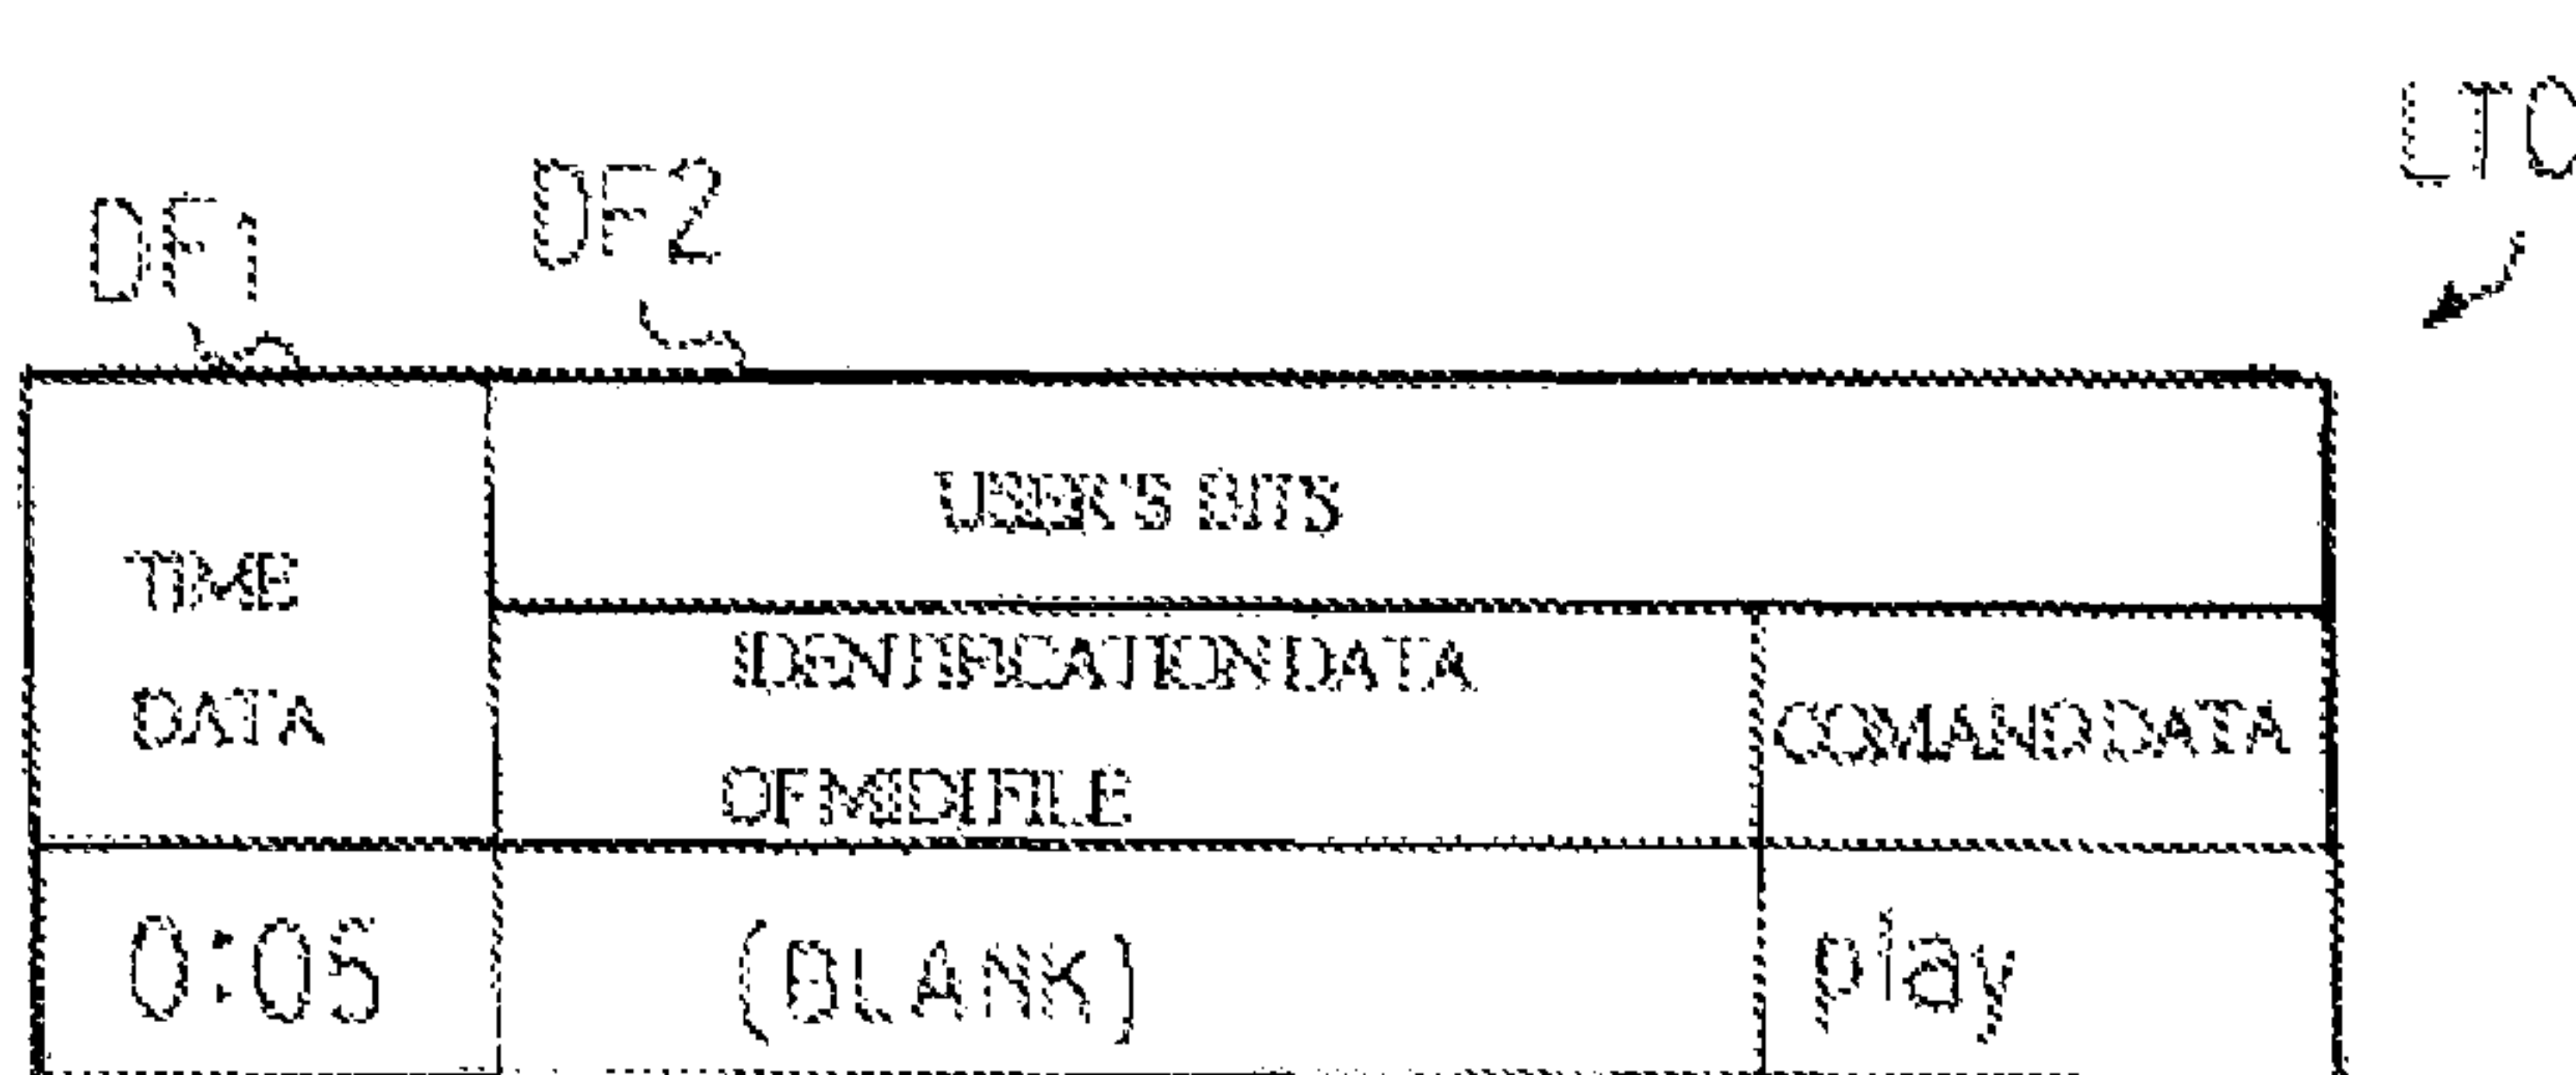 LTC
DF1
DF2
USER'S BITS
TIME
DATA
IDENTIFICATION DATA
OF MIDI FILE
COMAND DATA
0:05
(BLANK)
play